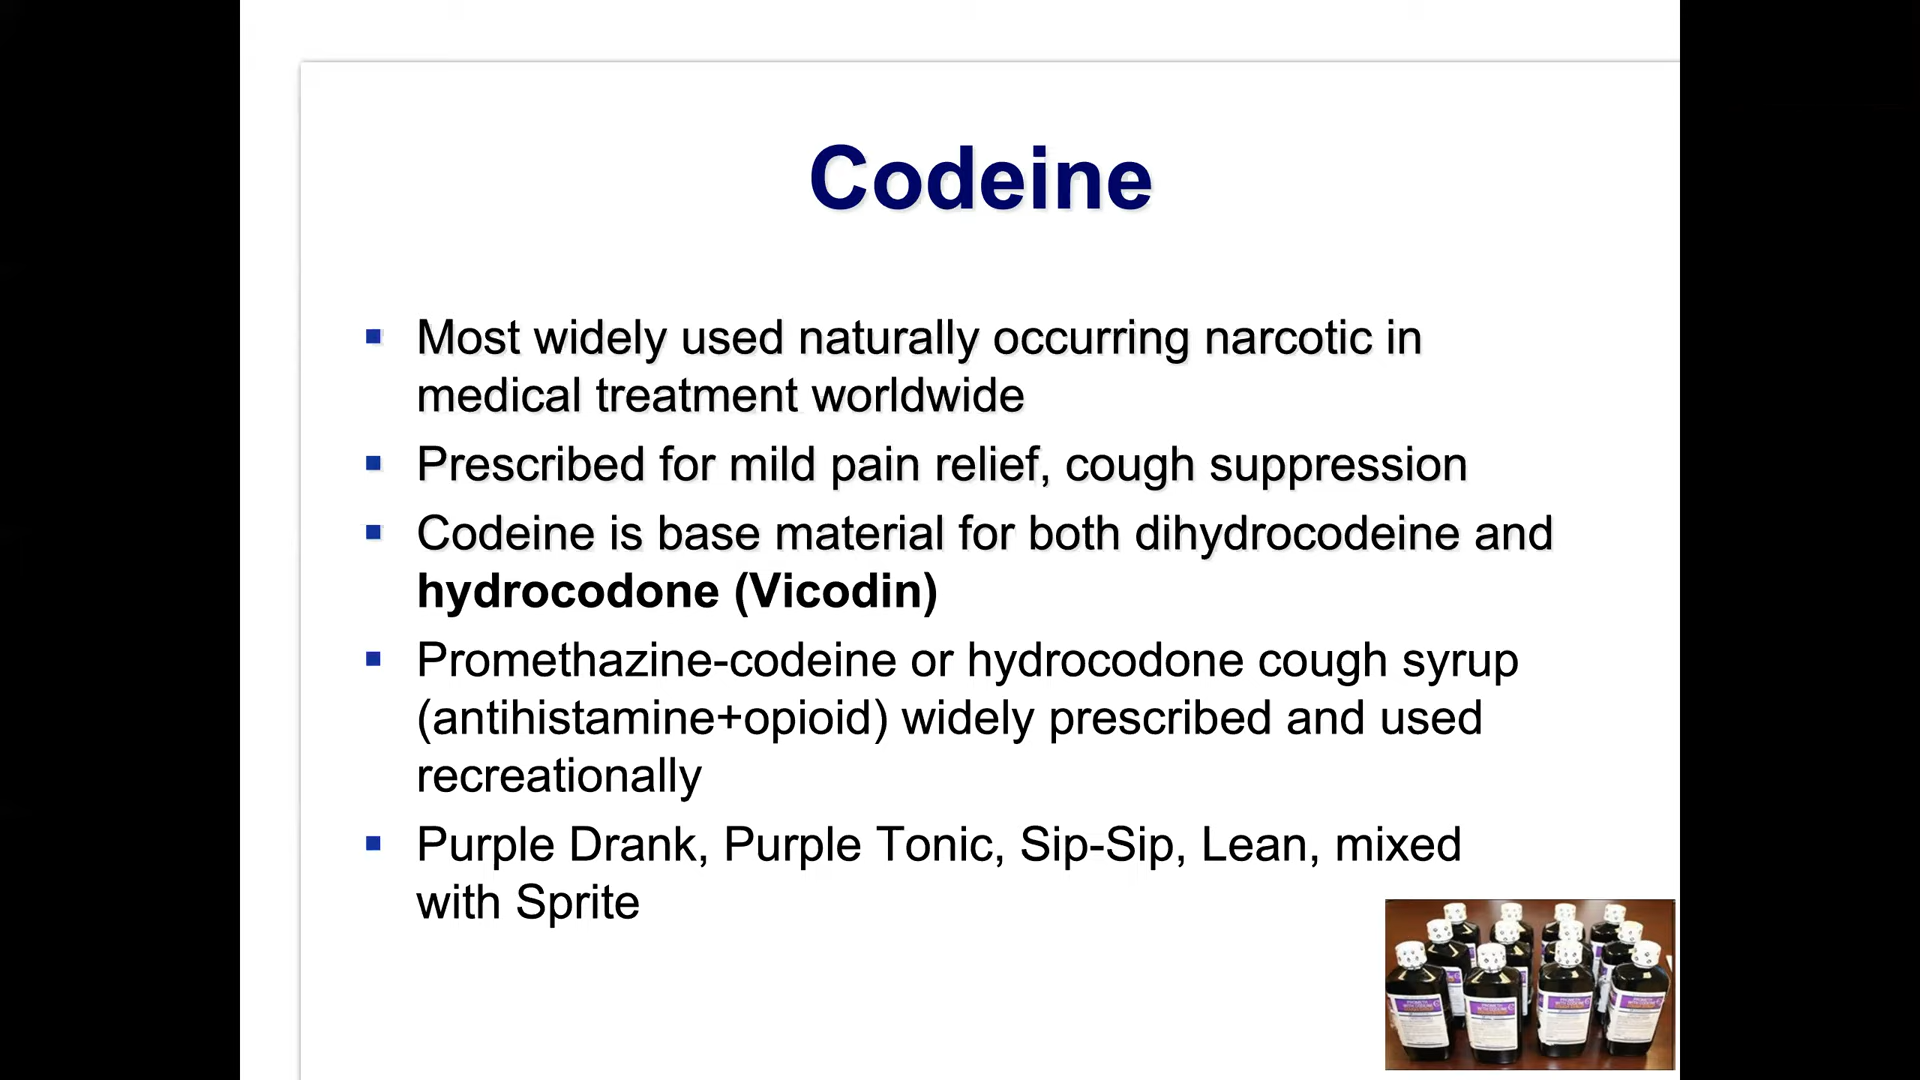 Codeine
Most widely used naturally occurring narcotic in
medical treatment worldwide
Prescribed for mild pain relief, cough suppression
Codeine is base material for both dihydrocodeine and
hydrocodone (Vicodin)
Promethazine-codeine or hydrocodone cough syrup
(antihistamine+opioid) widely prescribed and used
recreationally
Purple Drank, Purple Tonic, Sip-Sip, Lean, mixed
with Sprite